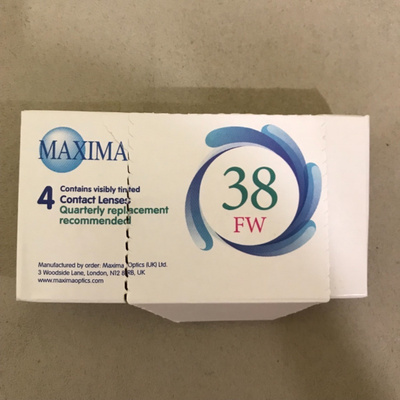 MAXIMA
4 Contains visibly tinted
Contact Lenses
Quarterly replacement
recommended
38
FW
Manufactured by order: Maxima Optics (UK) Ltd.
3 Woodside Lane, London, N12 8RB, UK
www.maximaoptics.com